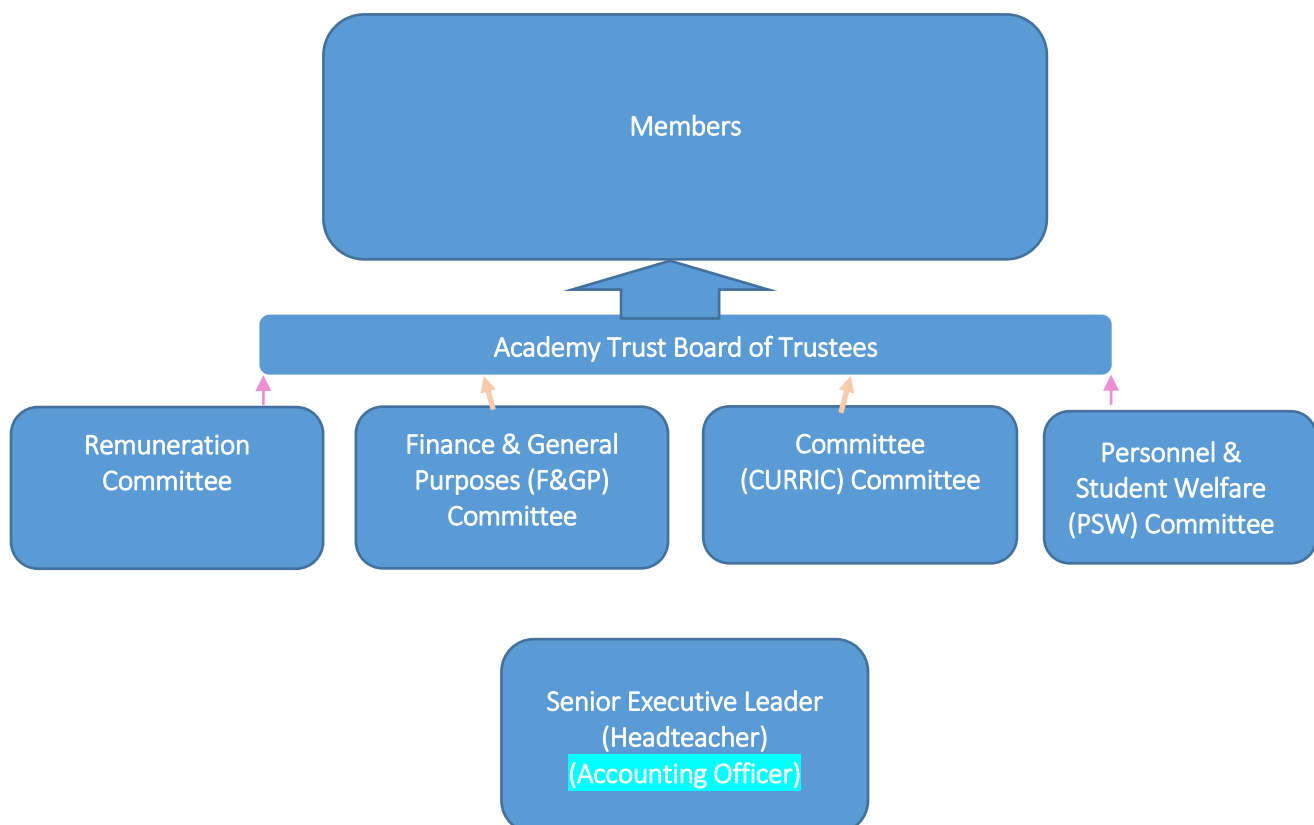 Members
Academy Trust Board of Trustees
Remuneration
Committee
Finance & General
Purposes (F&GP)
Committee
Committee
(CURRIC) Committee
Personnel &
Student Welfare
(PSW) Committee
Senior Executive Leader
(Headteacher)
(Accounting Officer)